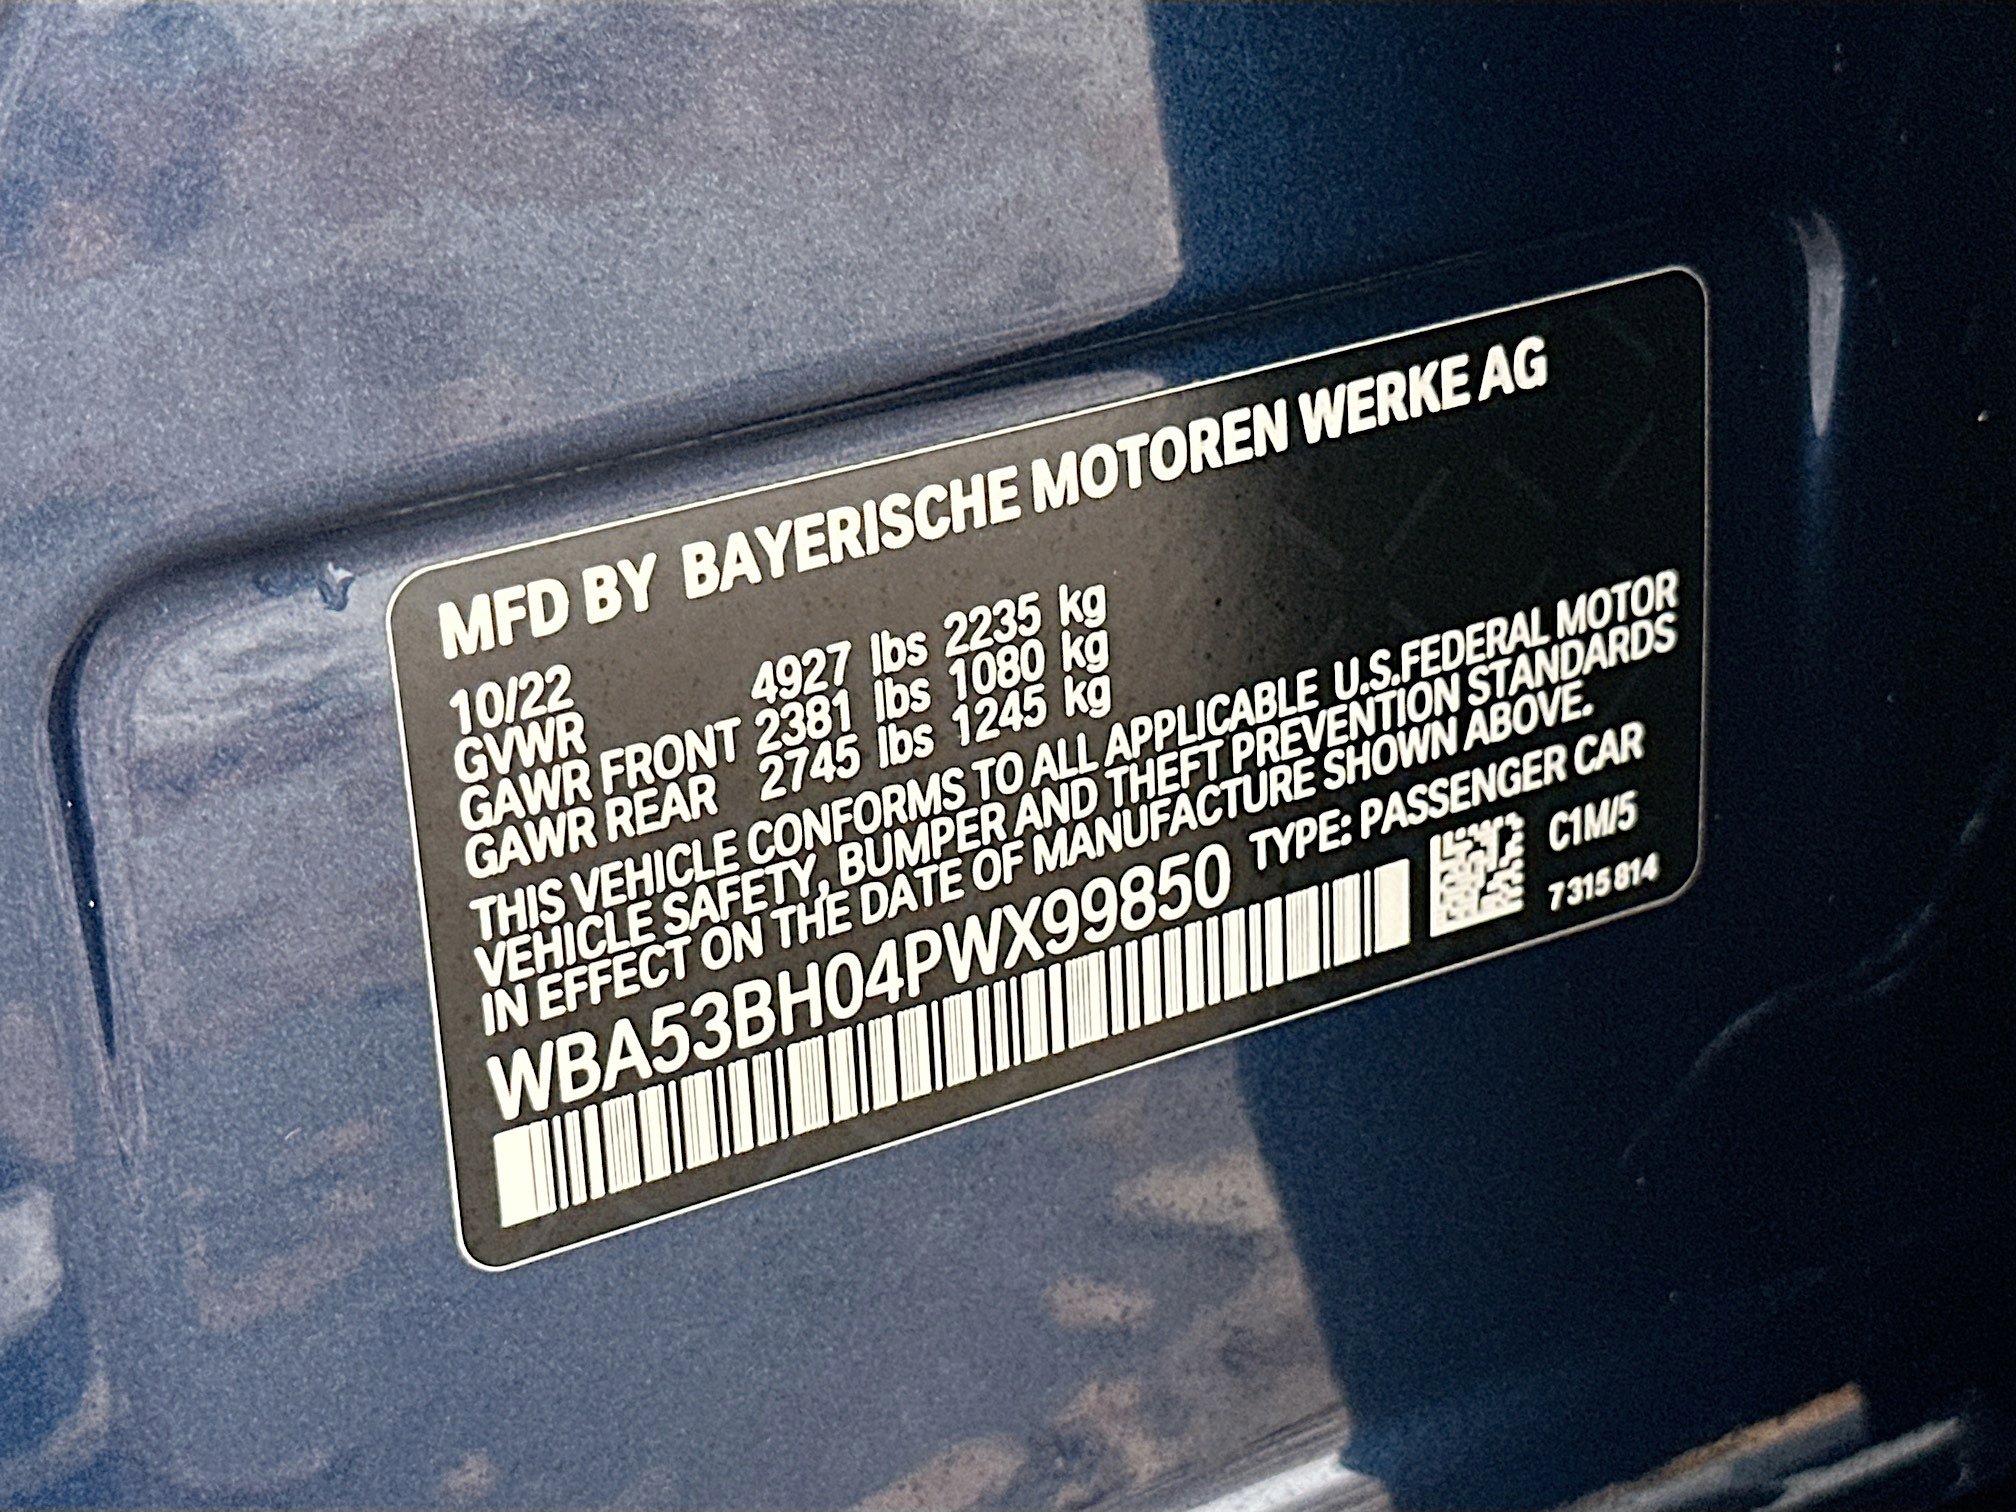 MFD BY BAYERISCHE MOTOREN WERKE AG
10/22
GVWR 4927 lbs 2235 kg
GAWR FRONT 2381 lbs 1080 kg
GAWR REAR 2745 lbs 1245 kg
THIS VEHICLE CONFORMS TO ALL APPLICABLE U.S.FEDERAL MOTOR
VEHICLE SAFETY, BUMPER AND THEFT PREVENTION STANDARDS
IN EFFECT ON THE DATE OF MANUFACTURE SHOWN ABOVE.
WBA53BH04PWX99850 TYPE: PASSENGER CAR
C1M/5
7 315 814